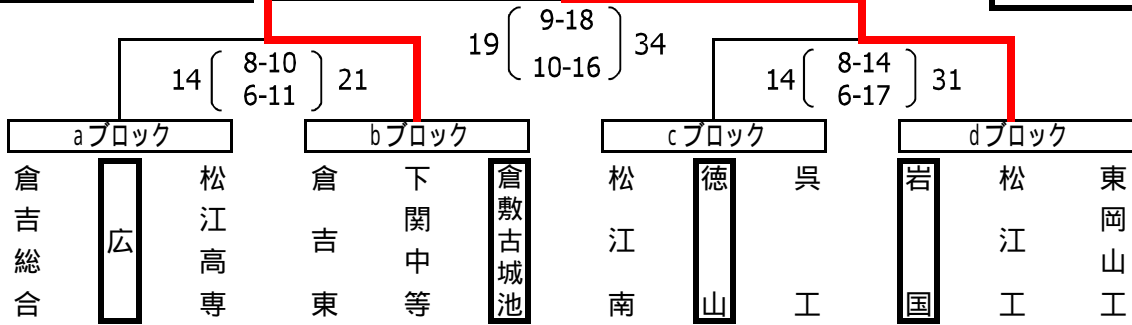 9-18
19 34
10-16
8-10
14 21
6-11
8-14
14 31
6-17
aブロック
bブロック
cブロック
dブロック
倉吉総合
広
松江高専
倉吉東
下関中等
倉敷古城池
松江南
徳山
呉工
岩国
松江工
東岡山工